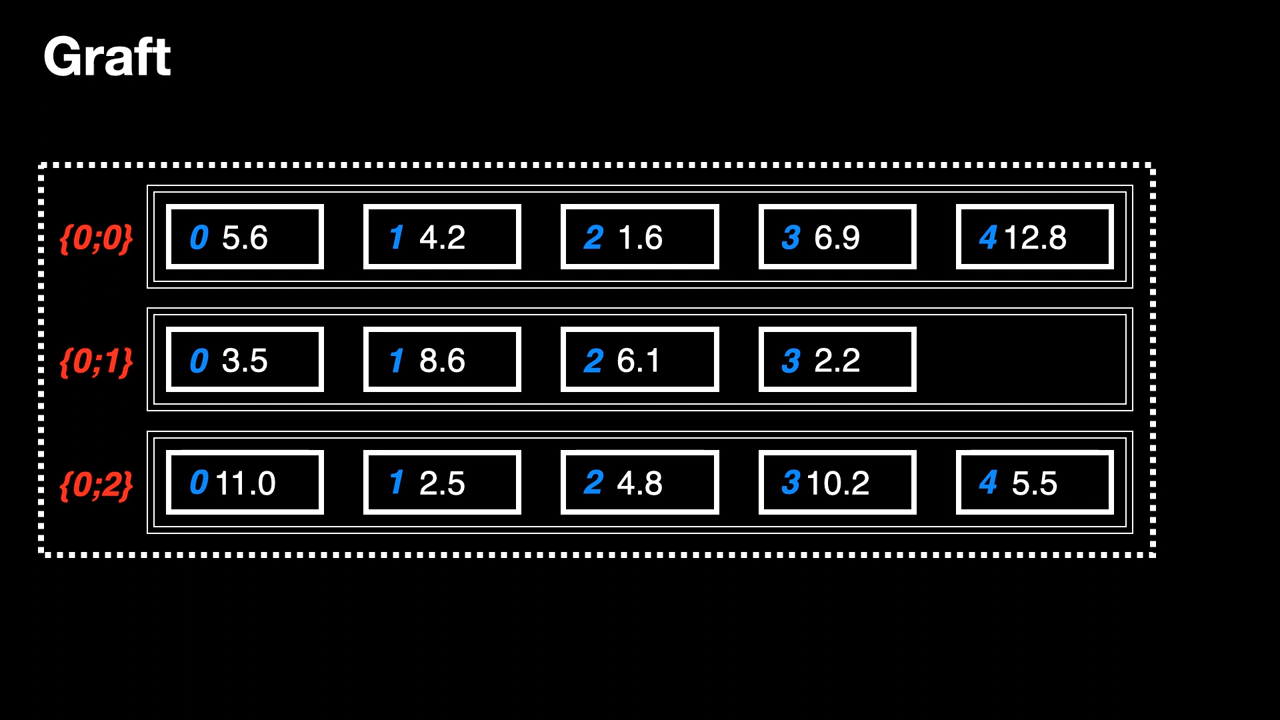 Graft
{0;0} 0 5.6 1 4.2 2 1.6 3 6.9 4 12.8
{0;1} 0 3.5 1 8.6 2 6.1 3 2.2
{0;2} 0 11.0 1 2.5 2 4.8 3 10.2 4 5.5